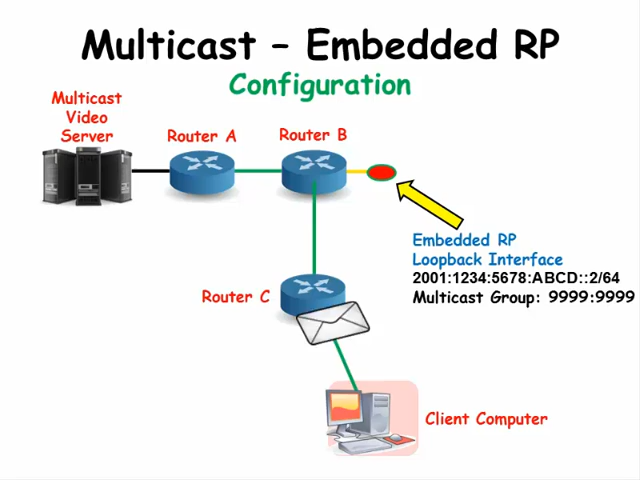 Multicast – Embedded RP
Configuration
Multicast
Video
Server
Router A
Router B
Embedded RP
Loopback Interface
2001:1234:5678:ABCD::2/64
Multicast Group: 9999:9999
Router C
Client Computer